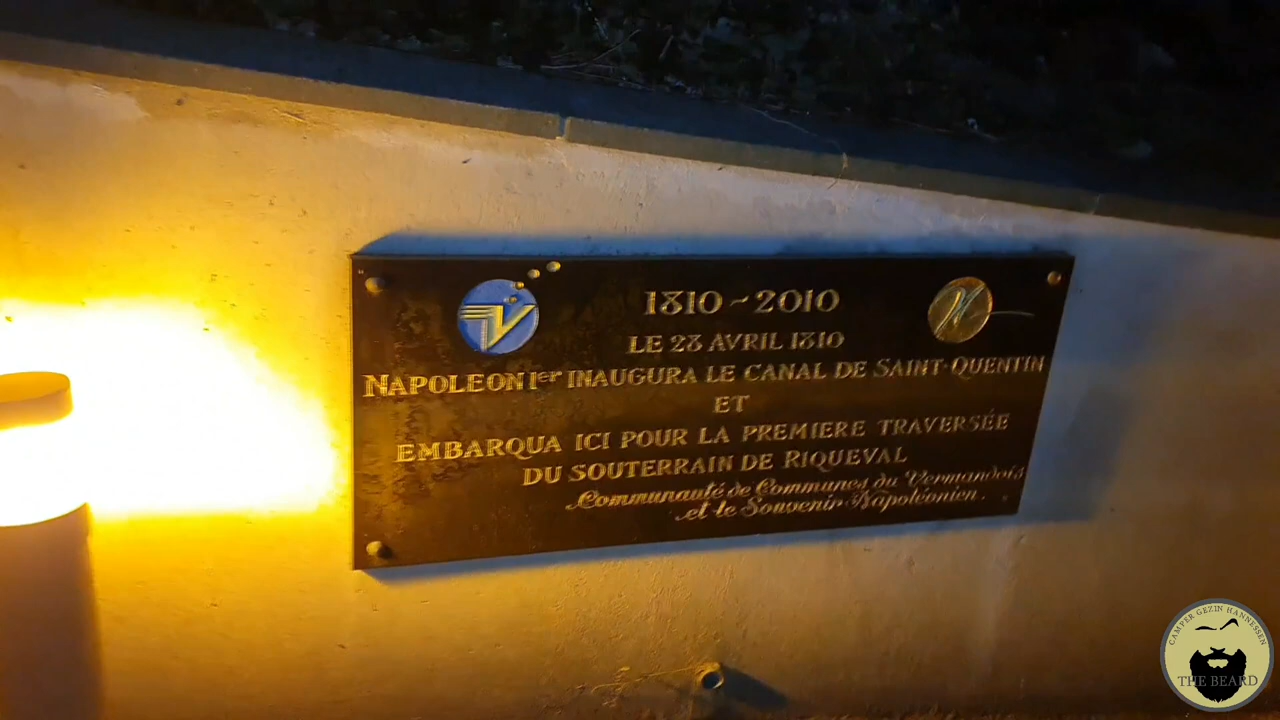 1810 ~ 2010
LE 28 AVRIL 1810
NAPOLEON Ier INAUGURA LE CANAL DE SAINT-QUENTIN
ET
EMBARQUA ICI POUR LA PREMIERE TRAVERSÉE
DU SOUTERRAIN DE RIQUEVAL
Communauté de Communes du Vermandois
et le Souvenir Napoléonien.
CAMPER GEZIN HANNESSEN
THE BEARD